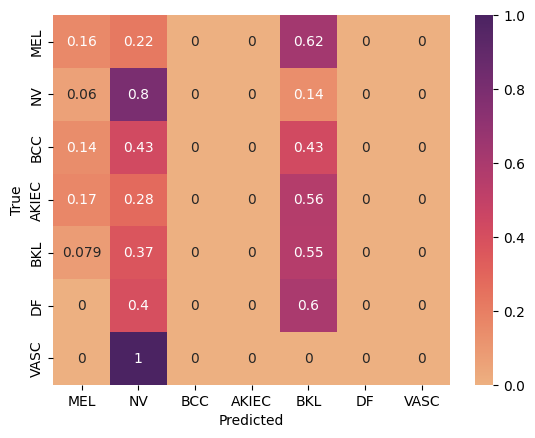 True
MEL 0.16 0.22 0 0 0.62 0 0
NV 0.06 0.8 0 0 0.14 0 0
BCC 0.14 0.43 0 0 0.43 0 0
AKIEC 0.17 0.28 0 0 0.56 0 0
BKL 0.079 0.37 0 0 0.55 0 0
DF 0 0.4 0 0 0.6 0 0
VASC 0 1 0 0 0 0 0
MEL NV BCC AKIEC BKL DF VASC
Predicted
1.0
0.8
0.6
0.4
0.2
0.0